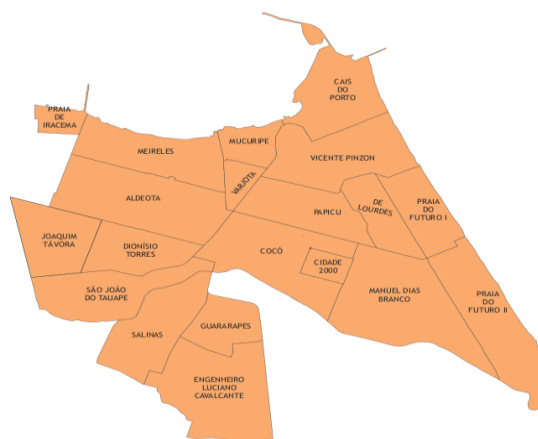 CAIS
DO
PORTO
PRAIA
DE
IRACEMA
MUCURIPE
MEIRELES
VICENTE PINZON
VARJOTA
ALDEOTA
DE
LOURDES
PAPICU
PRAIA
DO
FUTURO I
JOAQUIM
TÁVORA
DIONÍSIO
TORRES
COCÓ
CIDADE
2000
SÃO JOÃO
DO TAUAPE
MANUEL DIAS
BRANCO
PRAIA
DO
FUTURO II
SALINAS
GUARARAPES
ENGENHEIRO
LUCIANO
CAVALCANTE